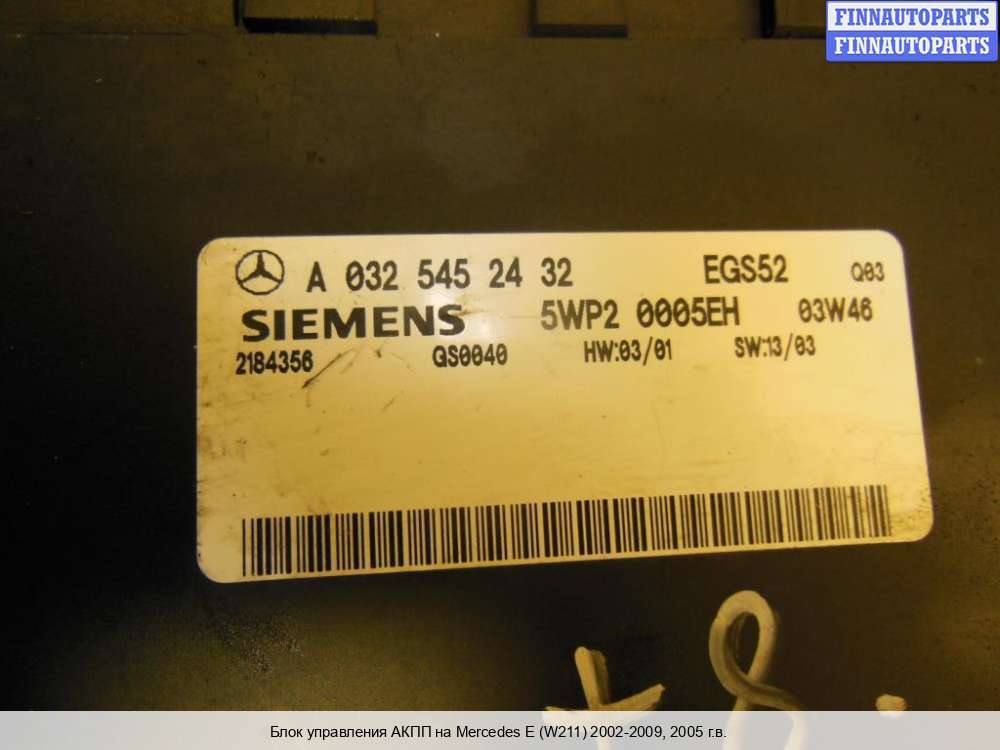 FINNAUTOPARTS
FINNAUTOPARTS
A 032 545 24 32 EGS52 Q03
SIEMENS 5WP2 0005EH 03W46
2184356 QS0040 HW:03/01 SW:13/03
Блок управления АКПП на Mercedes E (W211) 2002-2009, 2005 г.в.